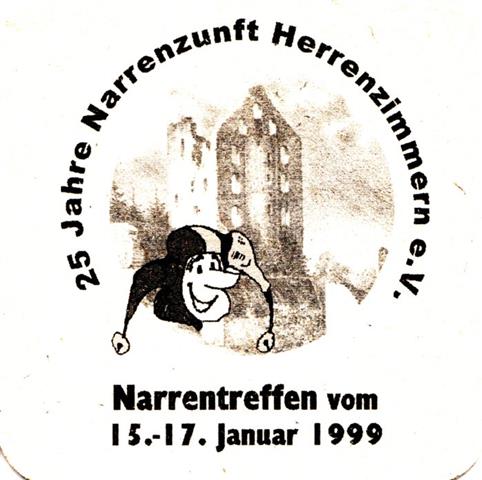 25 Jahre Narrenzunft Herrenzimmern e.V.
Narrentreffen vom
15.-17. Januar 1999